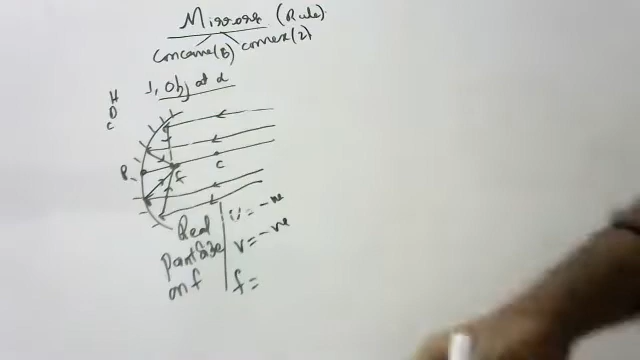 Mirrors (Rule)
Concave(6) convex(2)
1, Obj at α
H
D
C
P
f
C
Real
Point Size
on f
U = -ve
V = -ve
f =